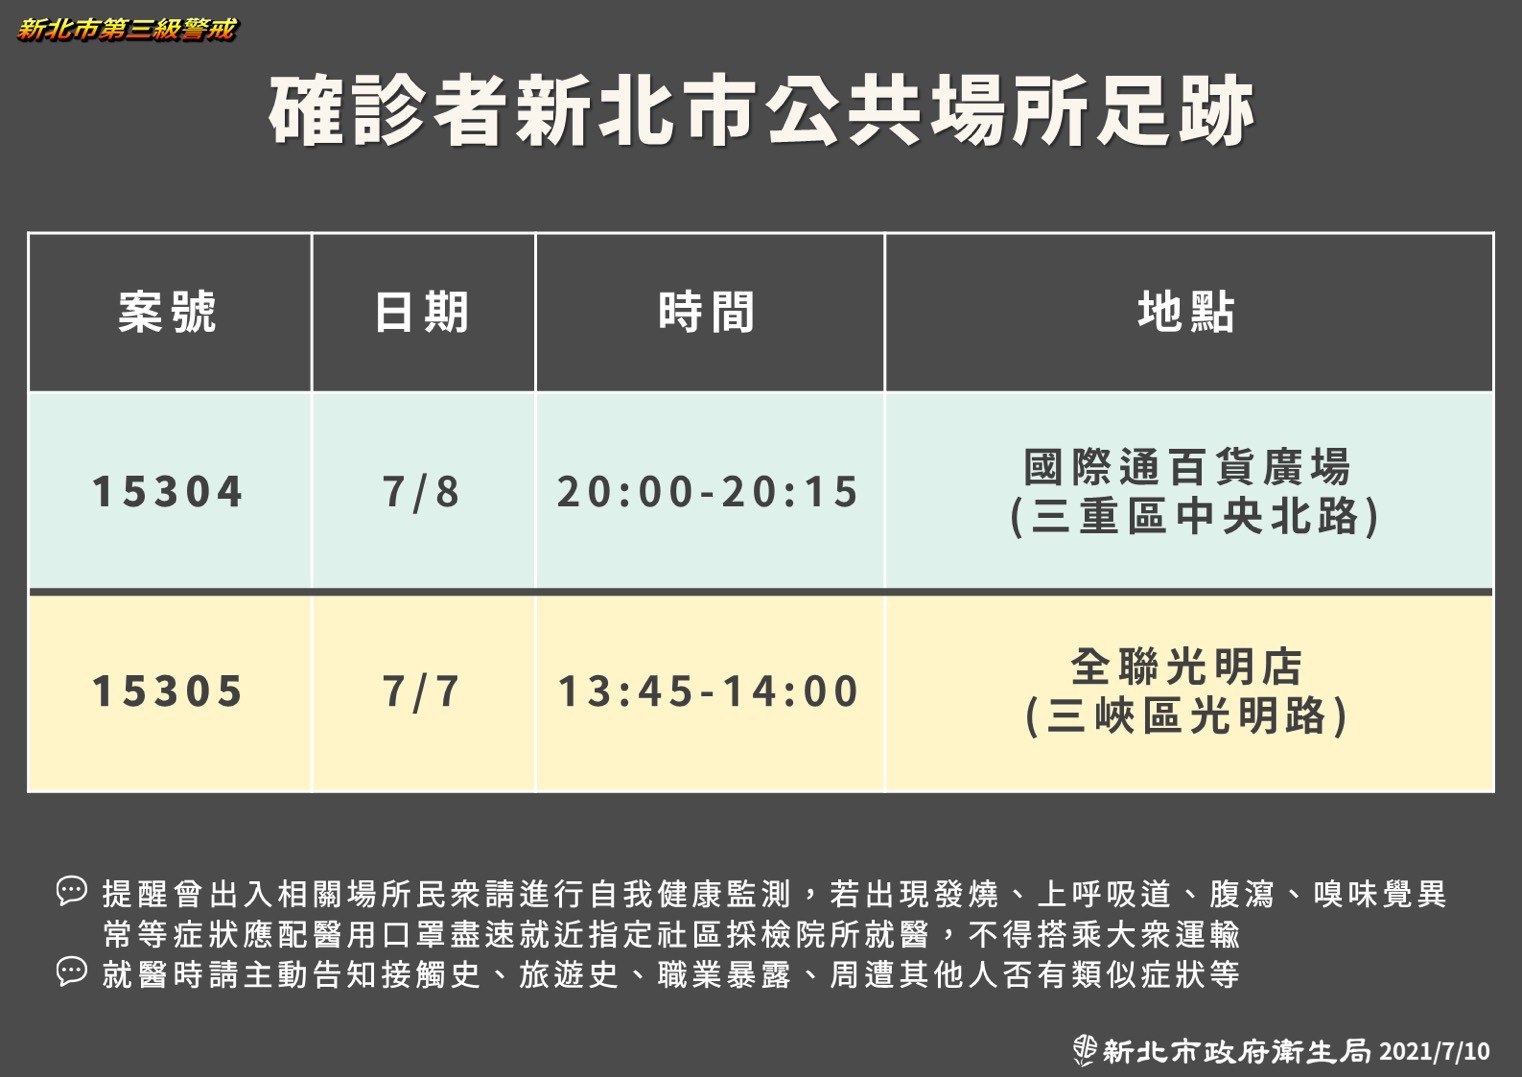 新北市第三級警戒
確診者新北市公共場所足跡
案號 日期 時間 地點
15304 7/8 20:00-20:15 國際通百貨廣場
(三重區中央北路)
15305 7/7 13:45-14:00 全聯光明店
(三峽區光明路)
提醒曾出入相關場所民眾請進行自我健康監測，若出現發燒、上呼吸道、腹瀉、嗅味覺異
常等症狀應配醫用口罩盡速就近指定社區採檢院所就醫，不得搭乘大眾運輸
就醫時請主動告知接觸史、旅遊史、職業暴露、周遭其他人否有類似症狀等
新北市政府衛生局 2021/7/10